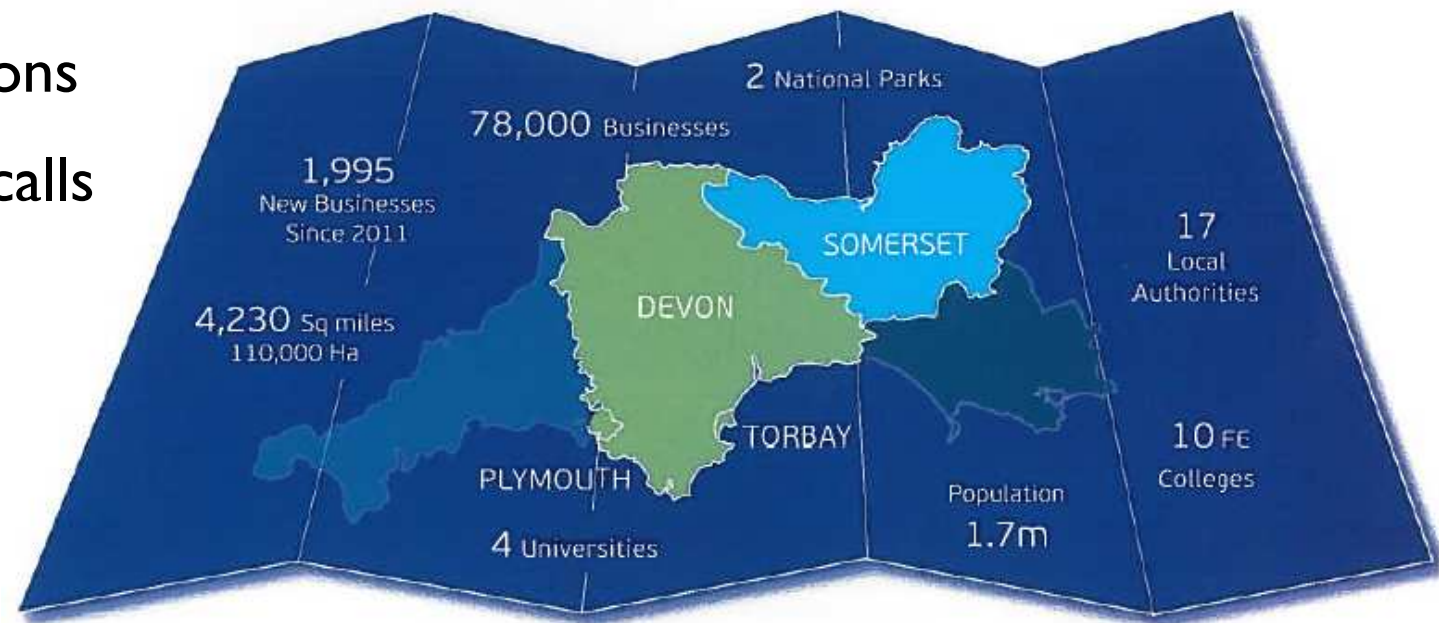 ons
calls
2 National Parks
78,000 Businesses
1,995
New Businesses
Since 2011
4,230 Sq miles
110,000 Ha
SOMERSET
DEVON
17
Local
Authorities
TORBAY
PLYMOUTH
10 FE
Colleges
Population
1.7m
4 Universities